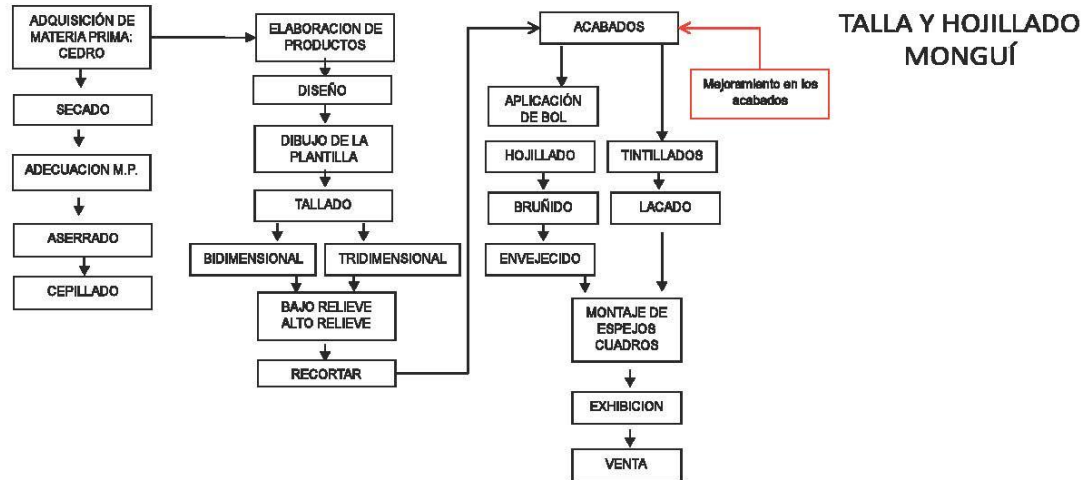 TALLA Y HOJILLADO
MONGUÍ
ADQUISICIÓN DE
MATERIA PRIMA:
CEDRO
SECADO
ADECUACION M.P.
ASERRADO
CEPILLADO
ELABORACION DE
PRODUCTOS
DISEÑO
DIBUJO DE LA
PLANTILLA
TALLADO
BIDIMENSIONAL
TRIDIMENSIONAL
BAJO RELIEVE
ALTO RELIEVE
RECORTAR
ACABADOS
Mejoramiento en los
acabados
APLICACIÓN
DE BOL
HOJILLADO
BRUÑIDO
ENVEJECIDO
TINTILLADOS
LACADO
MONTAJE DE
ESPEJOS
CUADROS
EXHIBICION
VENTA